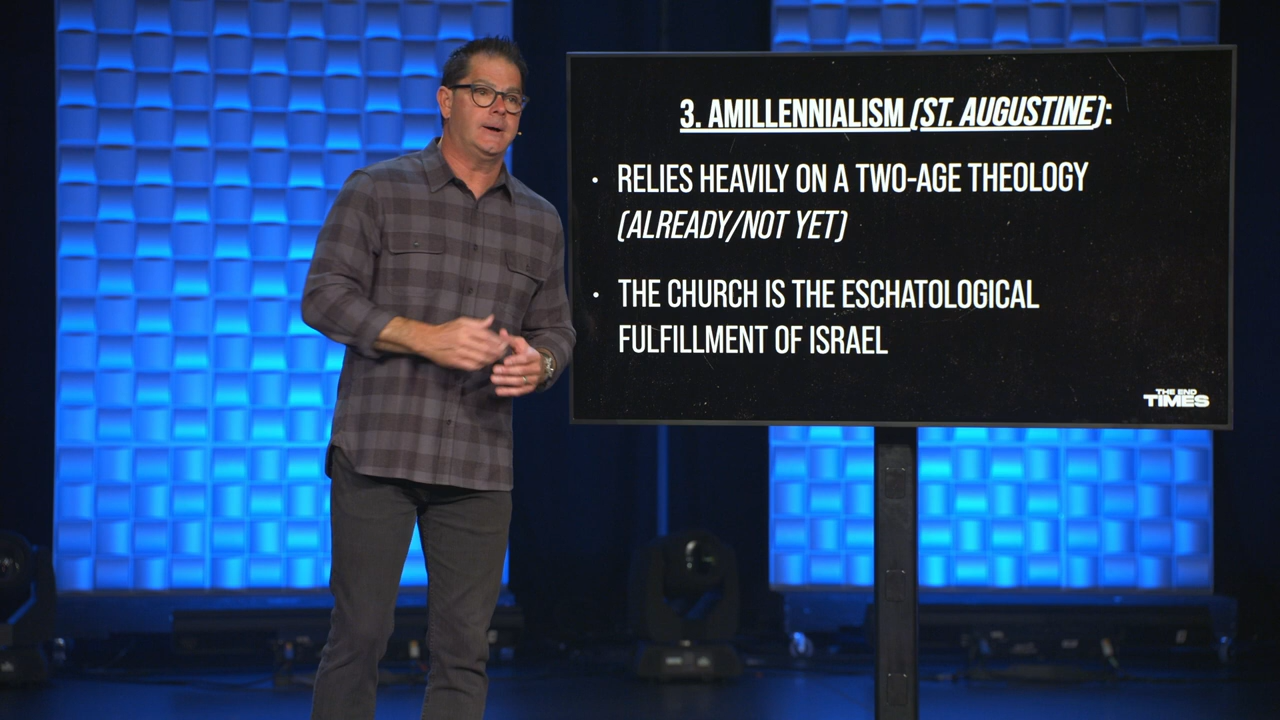 3. AMILLENNIALISM (ST. AUGUSTINE):
• RELIES HEAVILY ON A TWO-AGE THEOLOGY
(ALREADY/NOT YET)
• THE CHURCH IS THE ESCHATOLOGICAL
FULFILLMENT OF ISRAEL
THE END
TIMES